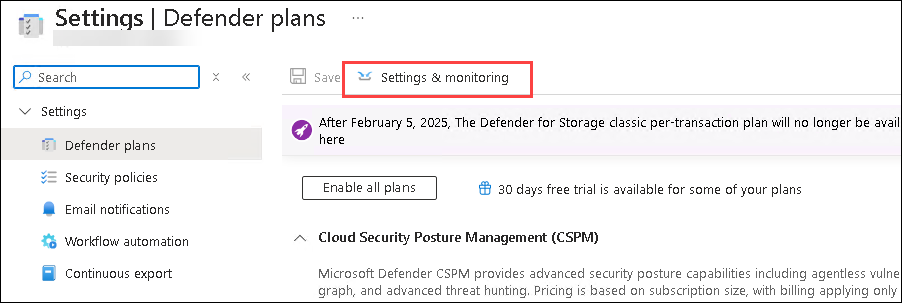 Settings | Defender plans ...
Search
Save
Settings & monitoring
Settings
Defender plans
Security policies
Email notifications
Workflow automation
Continuous export
After February 5, 2025, The Defender for Storage classic per-transaction plan will no longer be avail
here
Enable all plans
30 days free trial is available for some of your plans
Cloud Security Posture Management (CSPM)
Microsoft Defender CSPM provides advanced security posture capabilities including agentless vulne
graph, and advanced threat hunting. Pricing is based on subscription size, with billing applying only